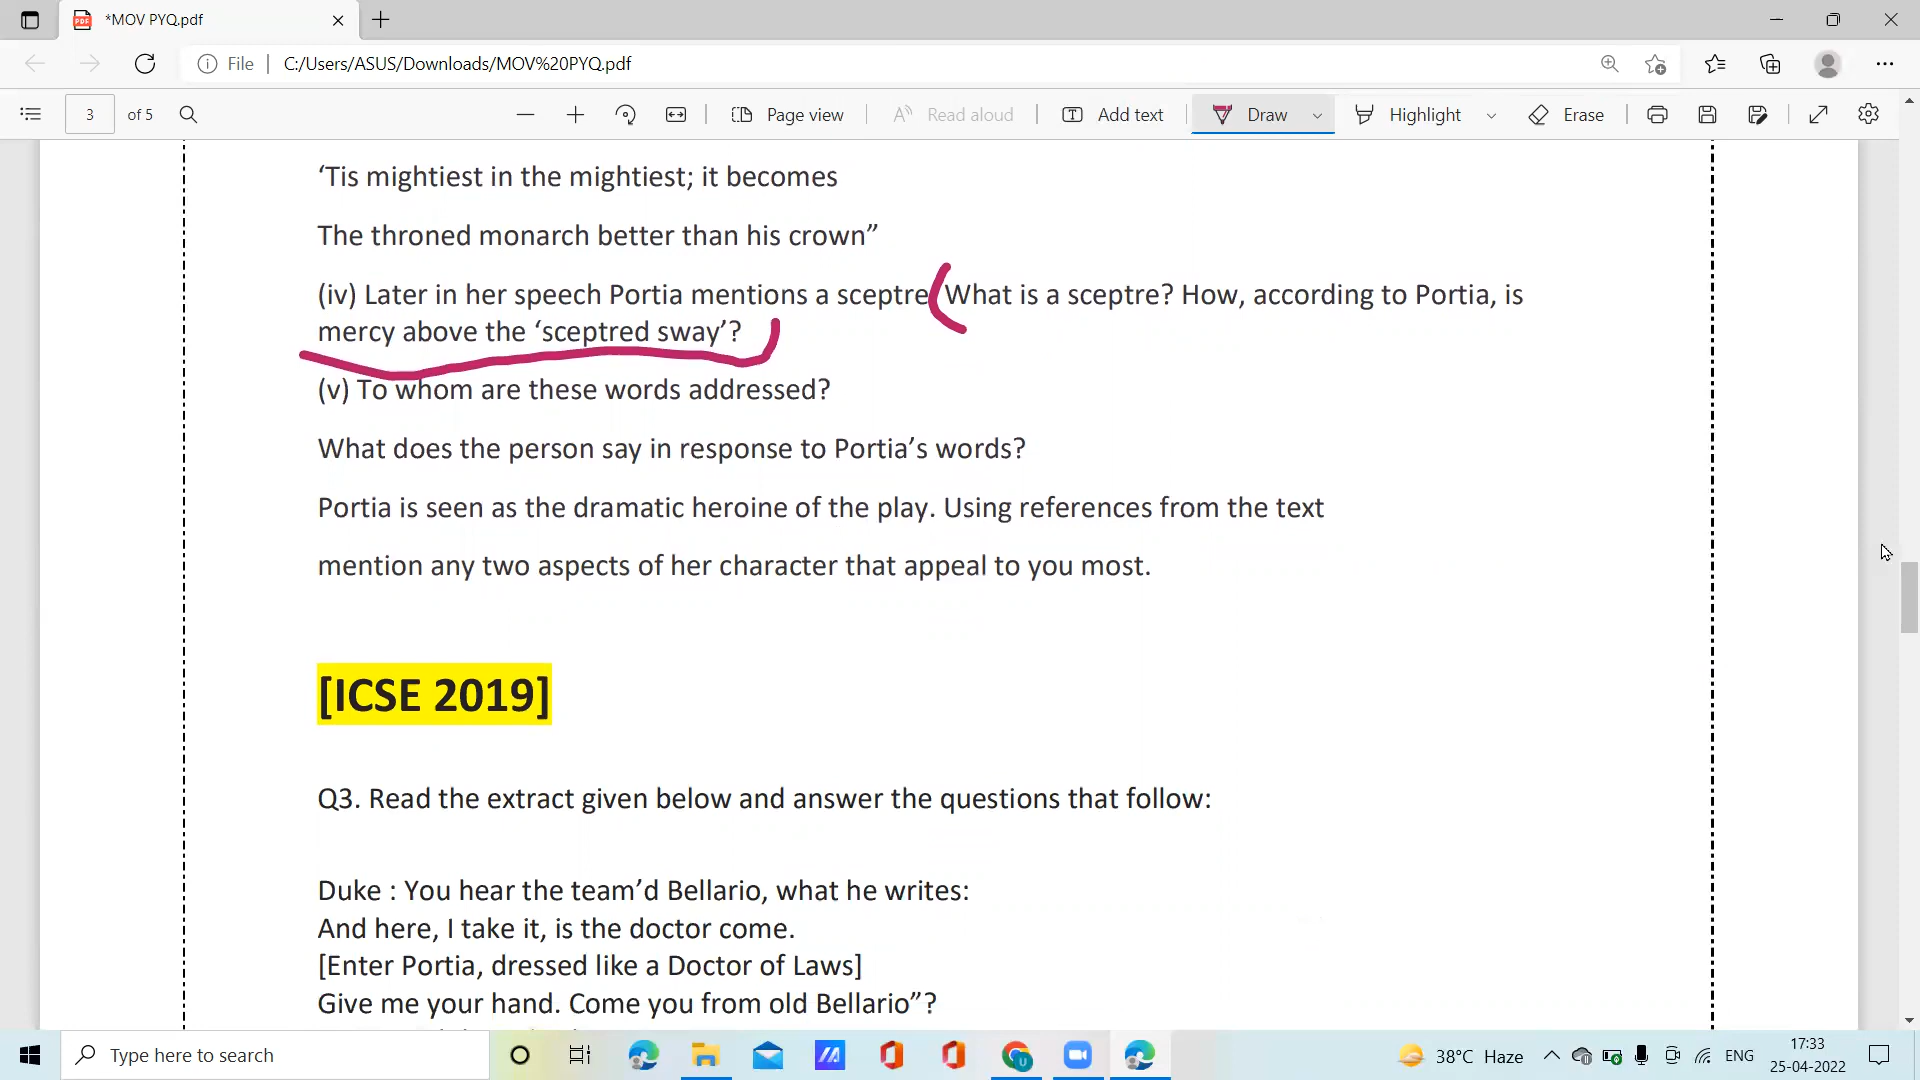 *MOV PYQ.pdf
File
C:/Users/ASUS/Downloads/MOV%20PYQ.pdf
3 of 5
Page view
Read aloud
Add text
Draw
Highlight
Erase
‘Tis mightiest in the mightiest; it becomes
The throned monarch better than his crown”
(iv) Later in her speech Portia mentions a sceptre What is a sceptre? How, according to Portia, is
mercy above the ‘sceptred sway’?
(v) To whom are these words addressed?
What does the person say in response to Portia’s words?
Portia is seen as the dramatic heroine of the play. Using references from the text
mention any two aspects of her character that appeal to you most.
[ICSE 2019]
Q3. Read the extract given below and answer the questions that follow:
Duke : You hear the team’d Bellario, what he writes:
And here, I take it, is the doctor come.
[Enter Portia, dressed like a Doctor of Laws]
Give me your hand. Come you from old Bellario”?
Type here to search
38°C Haze
ENG
17:33
25-04-2022